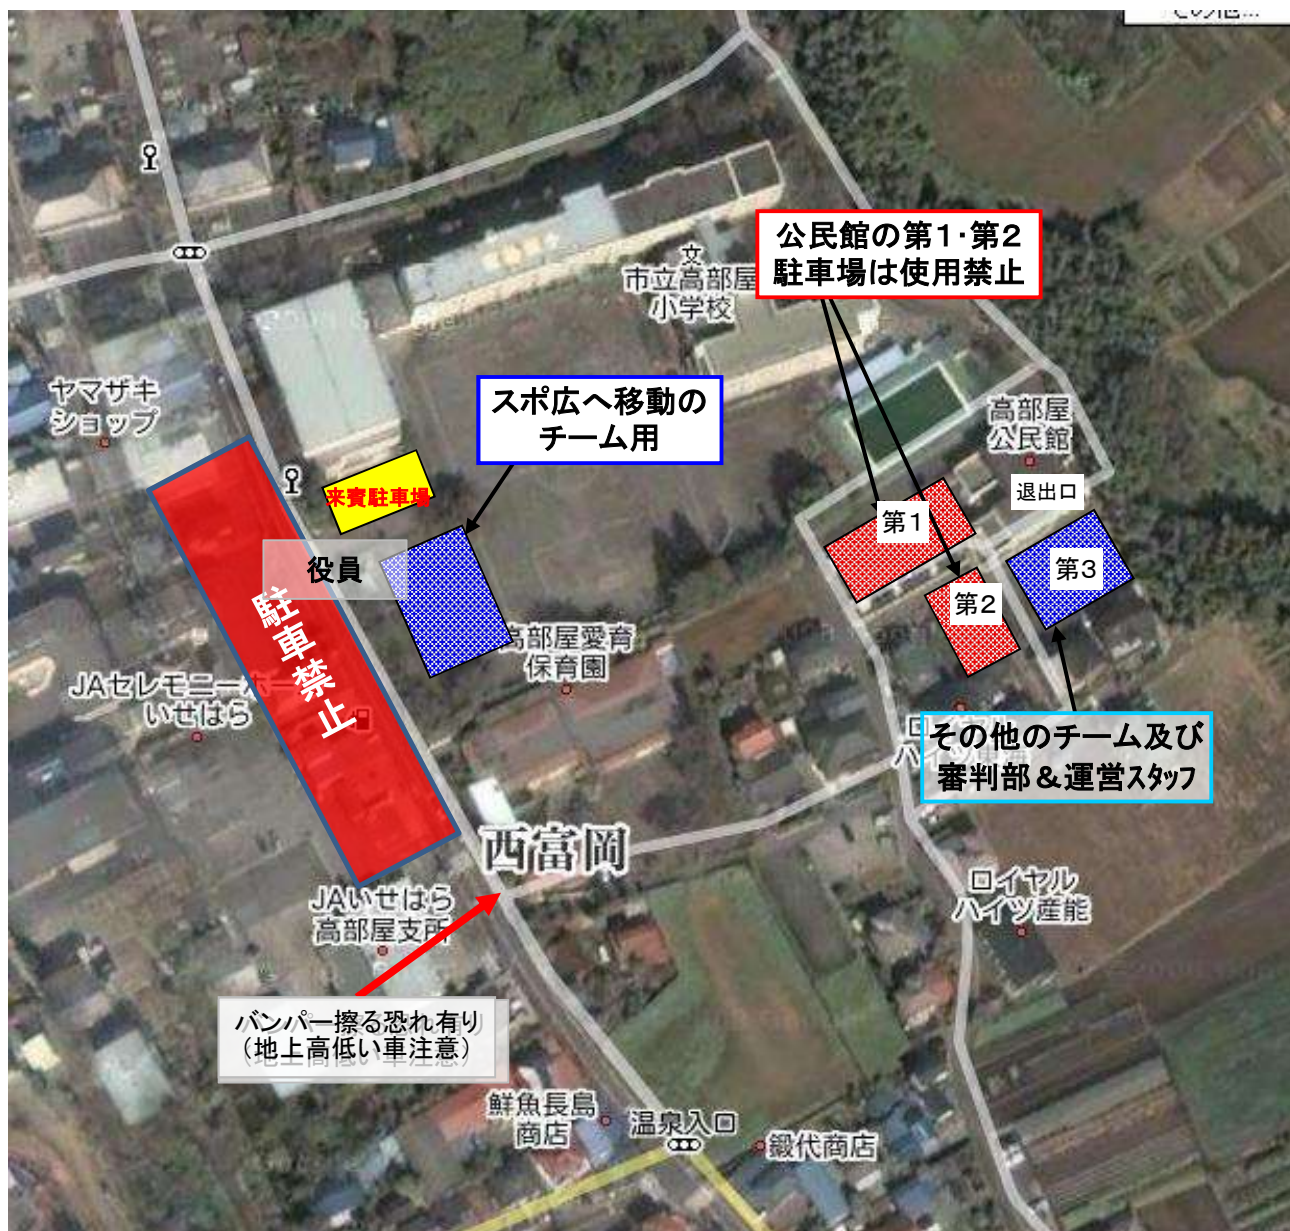 その他...
公民館の第1・第2
駐車場は使用禁止
文
市立高部屋
小学校
ヤマザキ
ショップ
スポ広へ移動の
チーム用
高部屋
公民館
来賓駐車場
退出口
第1
役員
第3
第2
駐車禁止
高部屋愛育
保育園
JAセレモニーホー
いせはら
その他のチーム及び
審判部＆運営スタッフ
西富岡
ロイヤル
ハイツ産能
JAいせはら
高部屋支所
バンパー擦る恐れ有り
（地上高低い車注意）
鮮魚長島
商店
温泉入口
鍛代商店